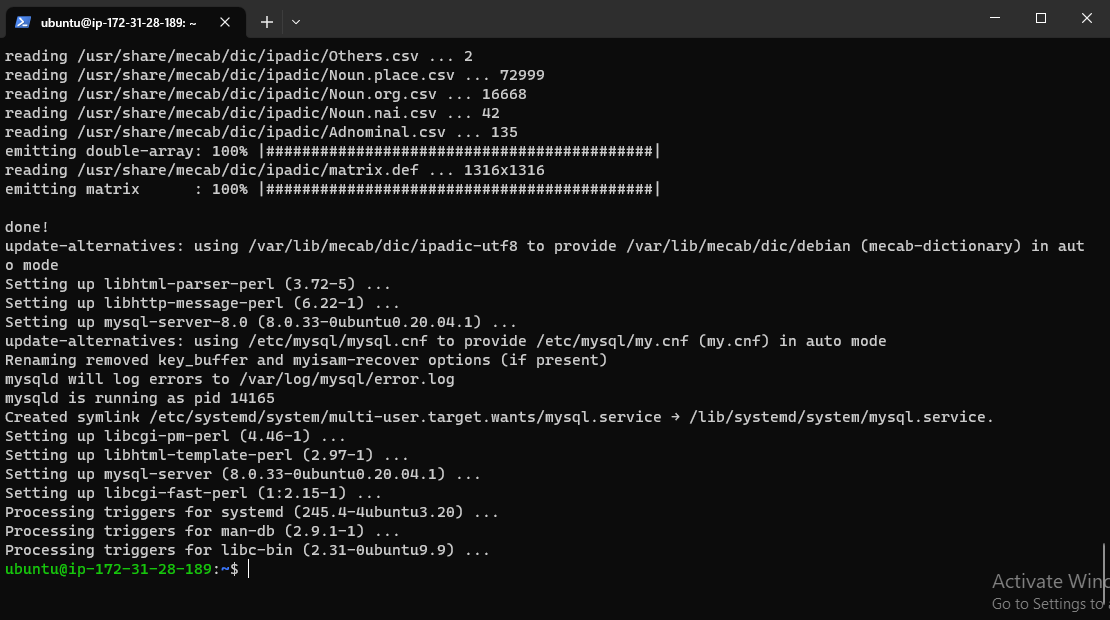 ubuntu@ip-172-31-28-189: ~
reading /usr/share/mecab/dic/ipadic/Others.csv ... 2
reading /usr/share/mecab/dic/ipadic/Noun.place.csv ... 72999
reading /usr/share/mecab/dic/ipadic/Noun.org.csv ... 16668
reading /usr/share/mecab/dic/ipadic/Noun.nai.csv ... 42
reading /usr/share/mecab/dic/ipadic/Adnominal.csv ... 135
emitting double-array: 100% |###########################################|
reading /usr/share/mecab/dic/ipadic/matrix.def ... 1316x1316
emitting matrix      : 100% |###########################################|
done!
update-alternatives: using /var/lib/mecab/dic/ipadic-utf8 to provide /var/lib/mecab/dic/debian (mecab-dictionary) in aut
o mode
Setting up libhtml-parser-perl (3.72-5) ...
Setting up libhttp-message-perl (6.22-1) ...
Setting up mysql-server-8.0 (8.0.33-0ubuntu0.20.04.1) ...
update-alternatives: using /etc/mysql/mysql.cnf to provide /etc/mysql/my.cnf (my.cnf) in auto mode
Renaming removed key_buffer and myisam-recover options (if present)
mysqld will log errors to /var/log/mysql/error.log
mysqld is running as pid 14165
Created symlink /etc/systemd/system/multi-user.target.wants/mysql.service → /lib/systemd/system/mysql.service.
Setting up libcgi-pm-perl (4.46-1) ...
Setting up libhtml-template-perl (2.97-1) ...
Setting up mysql-server (8.0.33-0ubuntu0.20.04.1) ...
Setting up libcgi-fast-perl (1:2.15-1) ...
Processing triggers for systemd (245.4-4ubuntu3.20) ...
Processing triggers for man-db (2.9.1-1) ...
Processing triggers for libc-bin (2.31-0ubuntu9.9) ...
ubuntu@ip-172-31-28-189:~$
Activate Wind
Go to Settings to